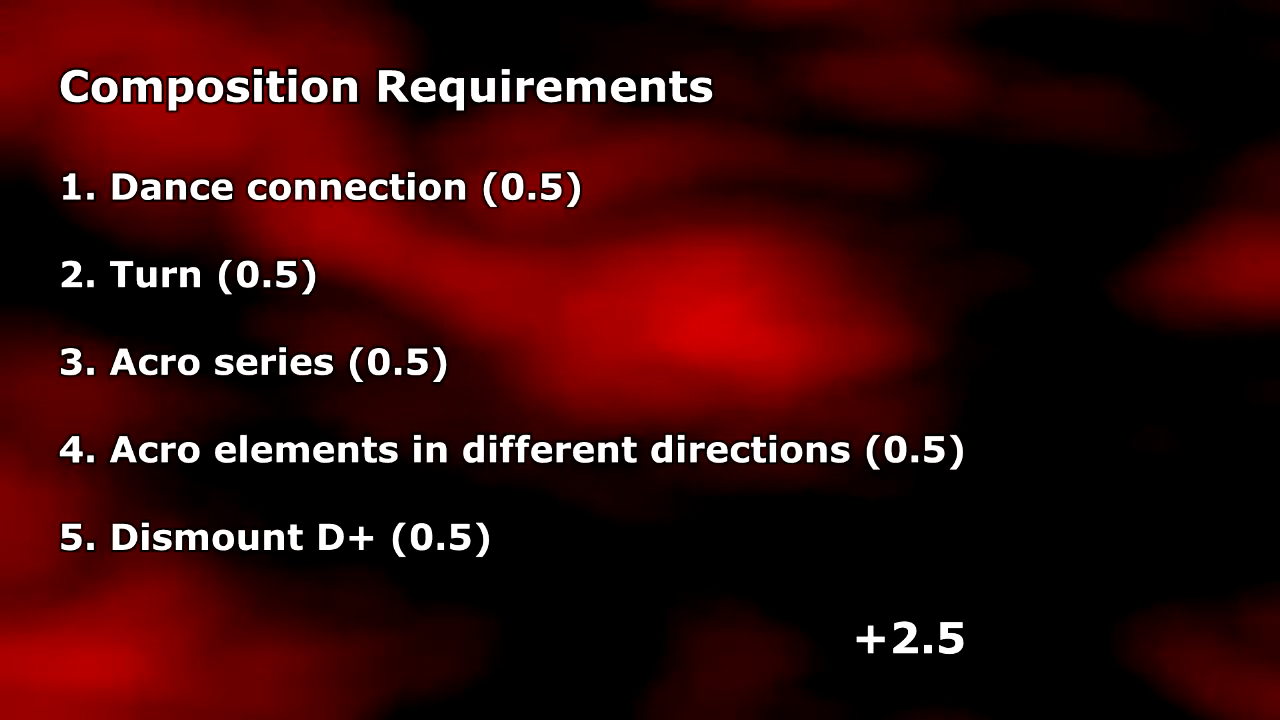 Composition Requirements
1. Dance connection (0.5)
2. Turn (0.5)
3. Acro series (0.5)
4. Acro elements in different directions (0.5)
5. Dismount D+ (0.5)
+2.5